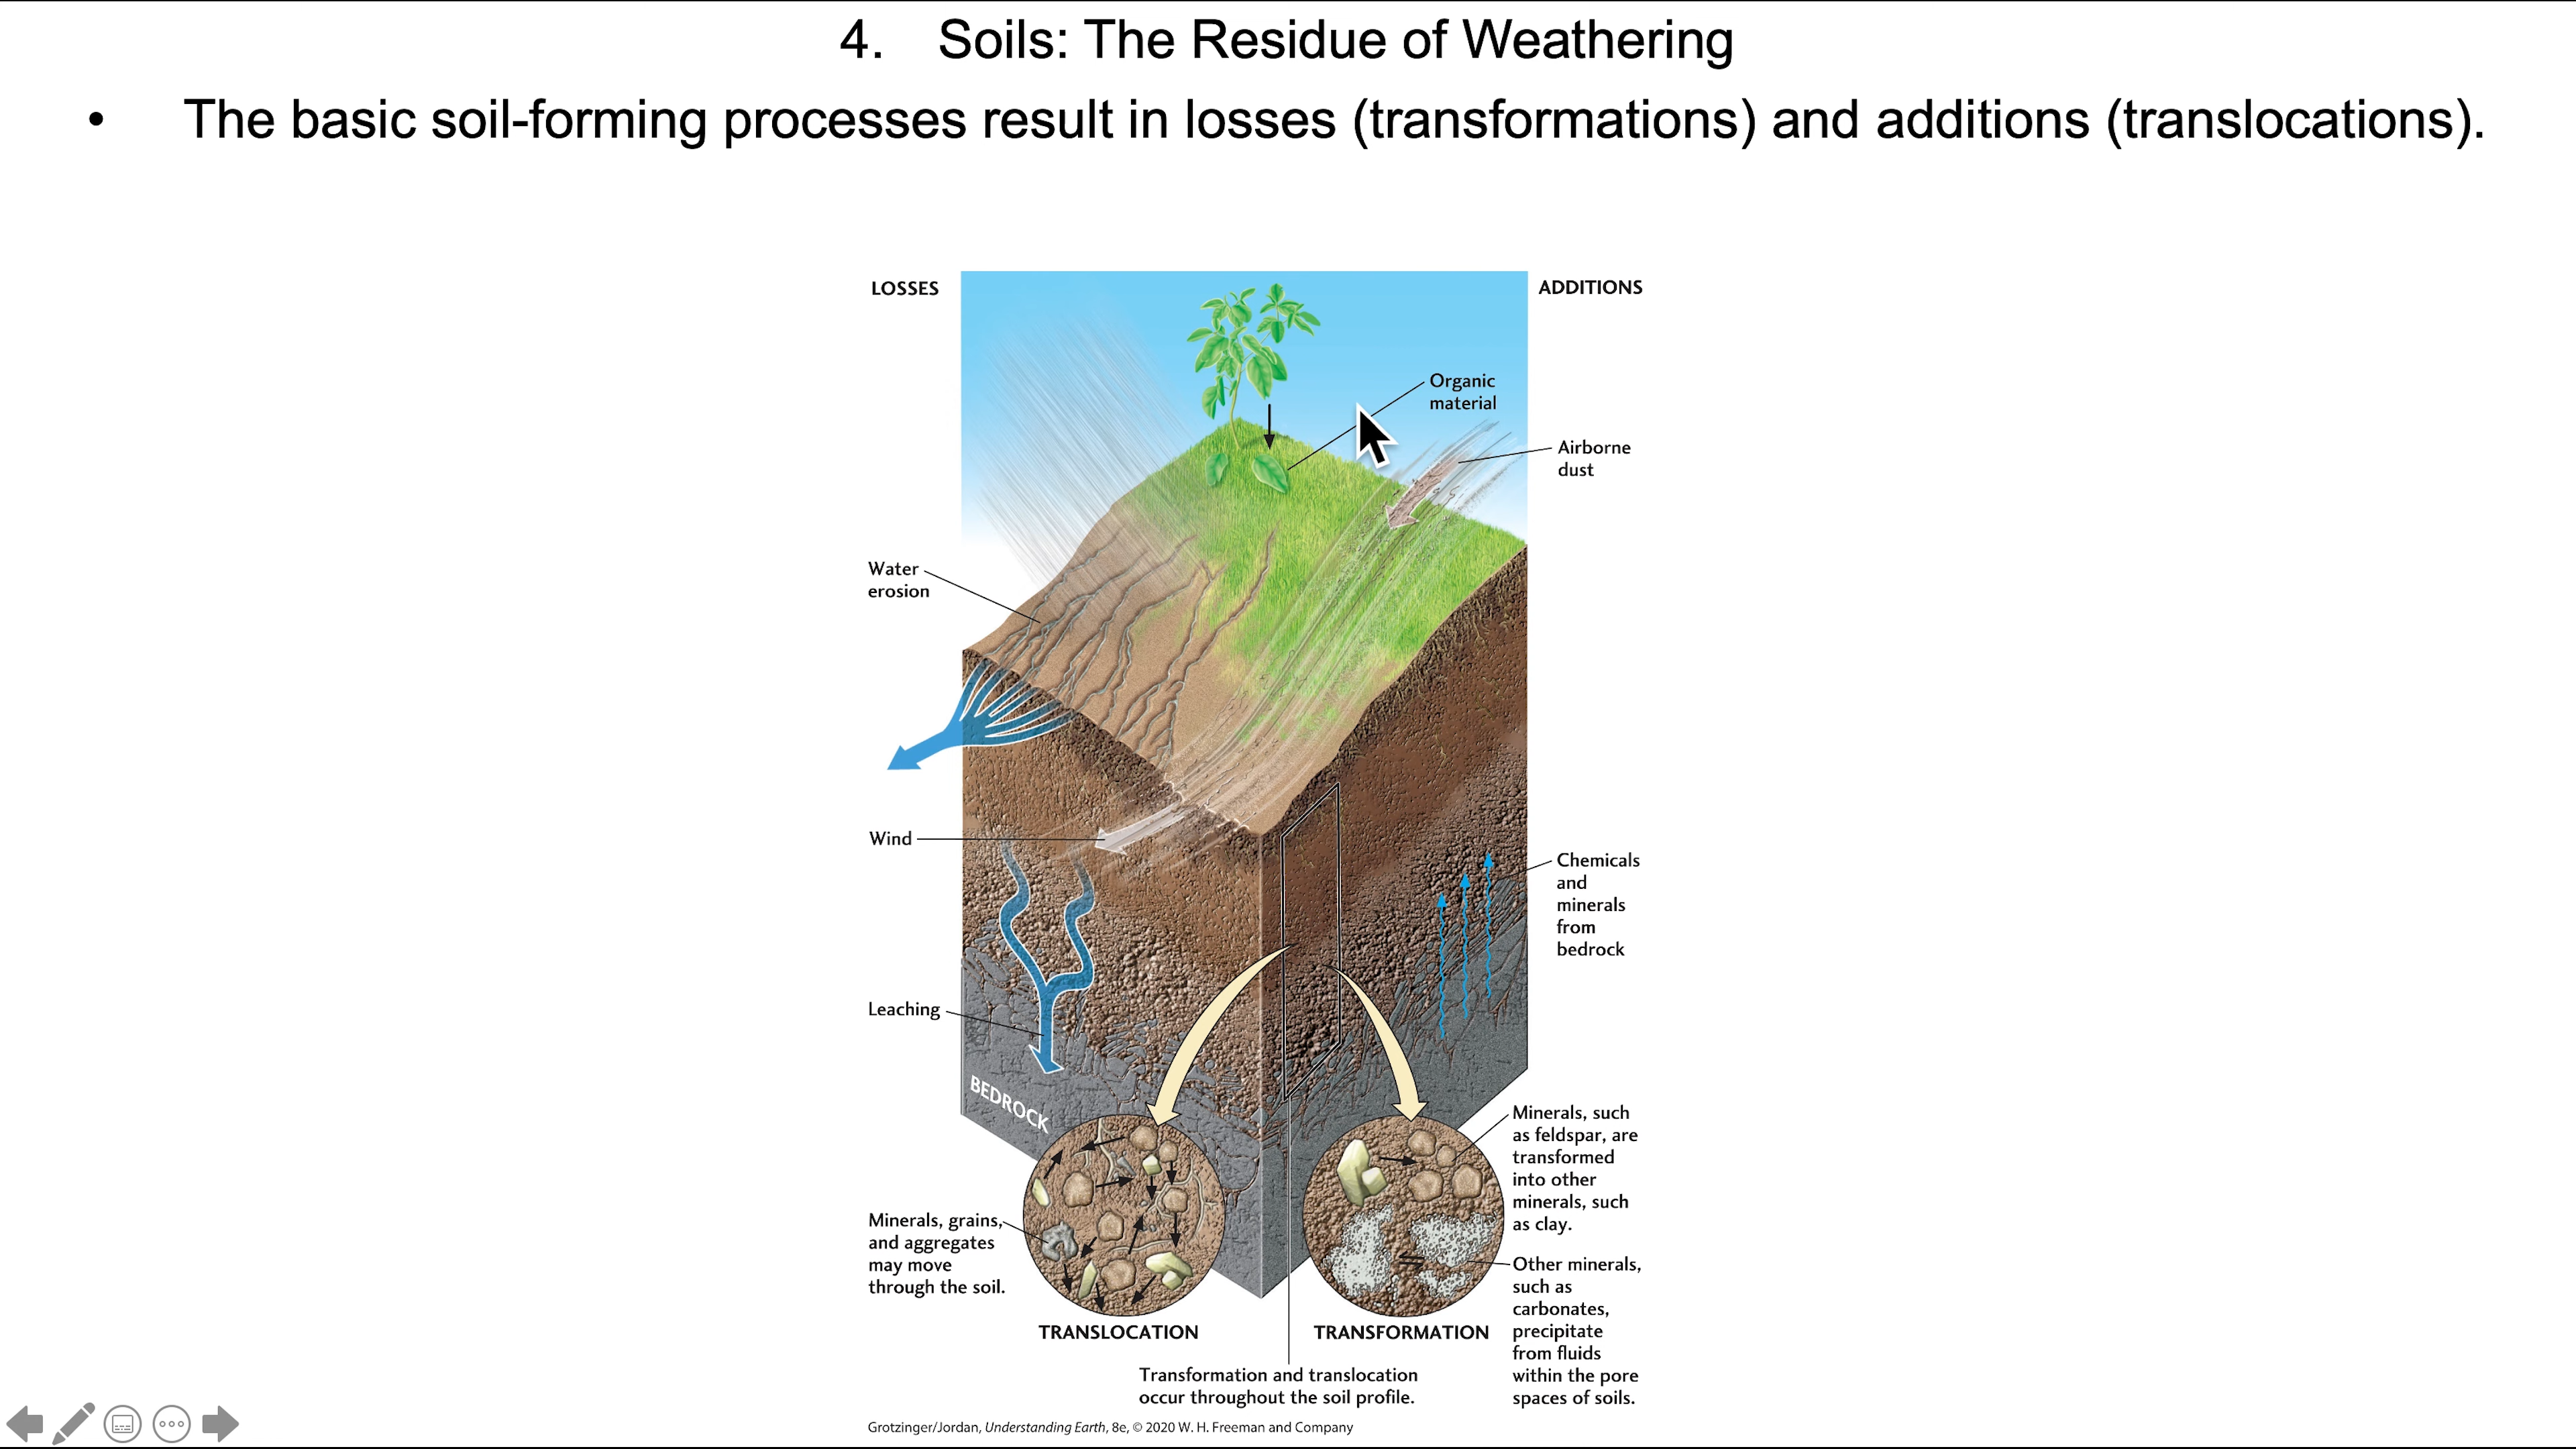 4. Soils: The Residue of Weathering
• The basic soil-forming processes result in losses (transformations) and additions (translocations).
LOSSES
ADDITIONS
Organic
material
Airborne
dust
Water
erosion
Wind
Chemicals
and
minerals
from
bedrock
Leaching
BEDROCK
Minerals, such
as feldspar, are
transformed
into other
minerals, such
as clay.
Minerals, grains,
and aggregates
may move
through the soil.
Other minerals,
such as
carbonates,
precipitate
from fluids
within the pore
spaces of soils.
TRANSLOCATION
TRANSFORMATION
Transformation and translocation
occur throughout the soil profile.
Grotzinger/Jordan, Understanding Earth, 8e, © 2020 W. H. Freeman and Company